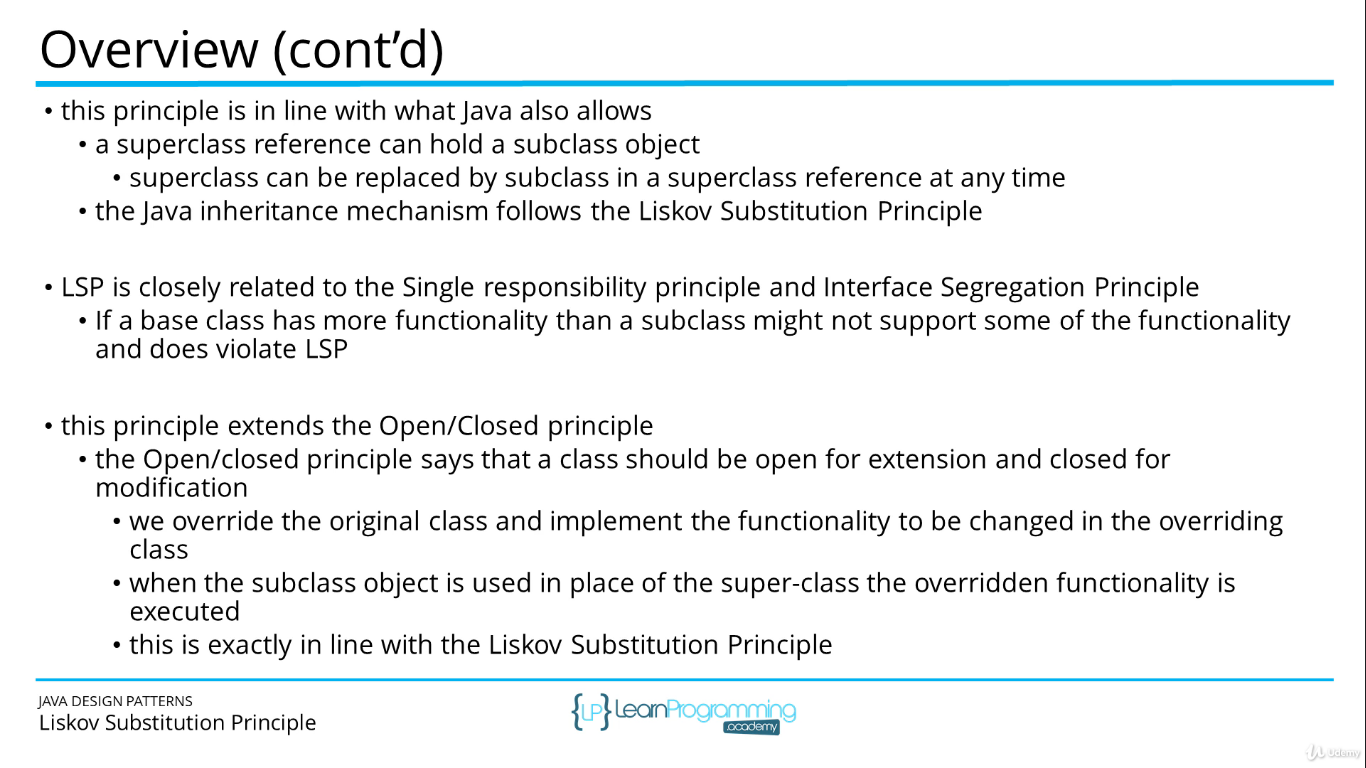 Overview (cont’d)
• this principle is in line with what Java also allows
• a superclass reference can hold a subclass object
• superclass can be replaced by subclass in a superclass reference at any time
• the Java inheritance mechanism follows the Liskov Substitution Principle
• LSP is closely related to the Single responsibility principle and Interface Segregation Principle
• If a base class has more functionality than a subclass might not support some of the functionality
and does violate LSP
• this principle extends the Open/Closed principle
• the Open/closed principle says that a class should be open for extension and closed for
modification
• we override the original class and implement the functionality to be changed in the overriding
class
• when the subclass object is used in place of the super-class the overridden functionality is
executed
• this is exactly in line with the Liskov Substitution Principle
JAVA DESIGN PATTERNS
Liskov Substitution Principle
{LP} LearnProgramming
.academy
Udemy